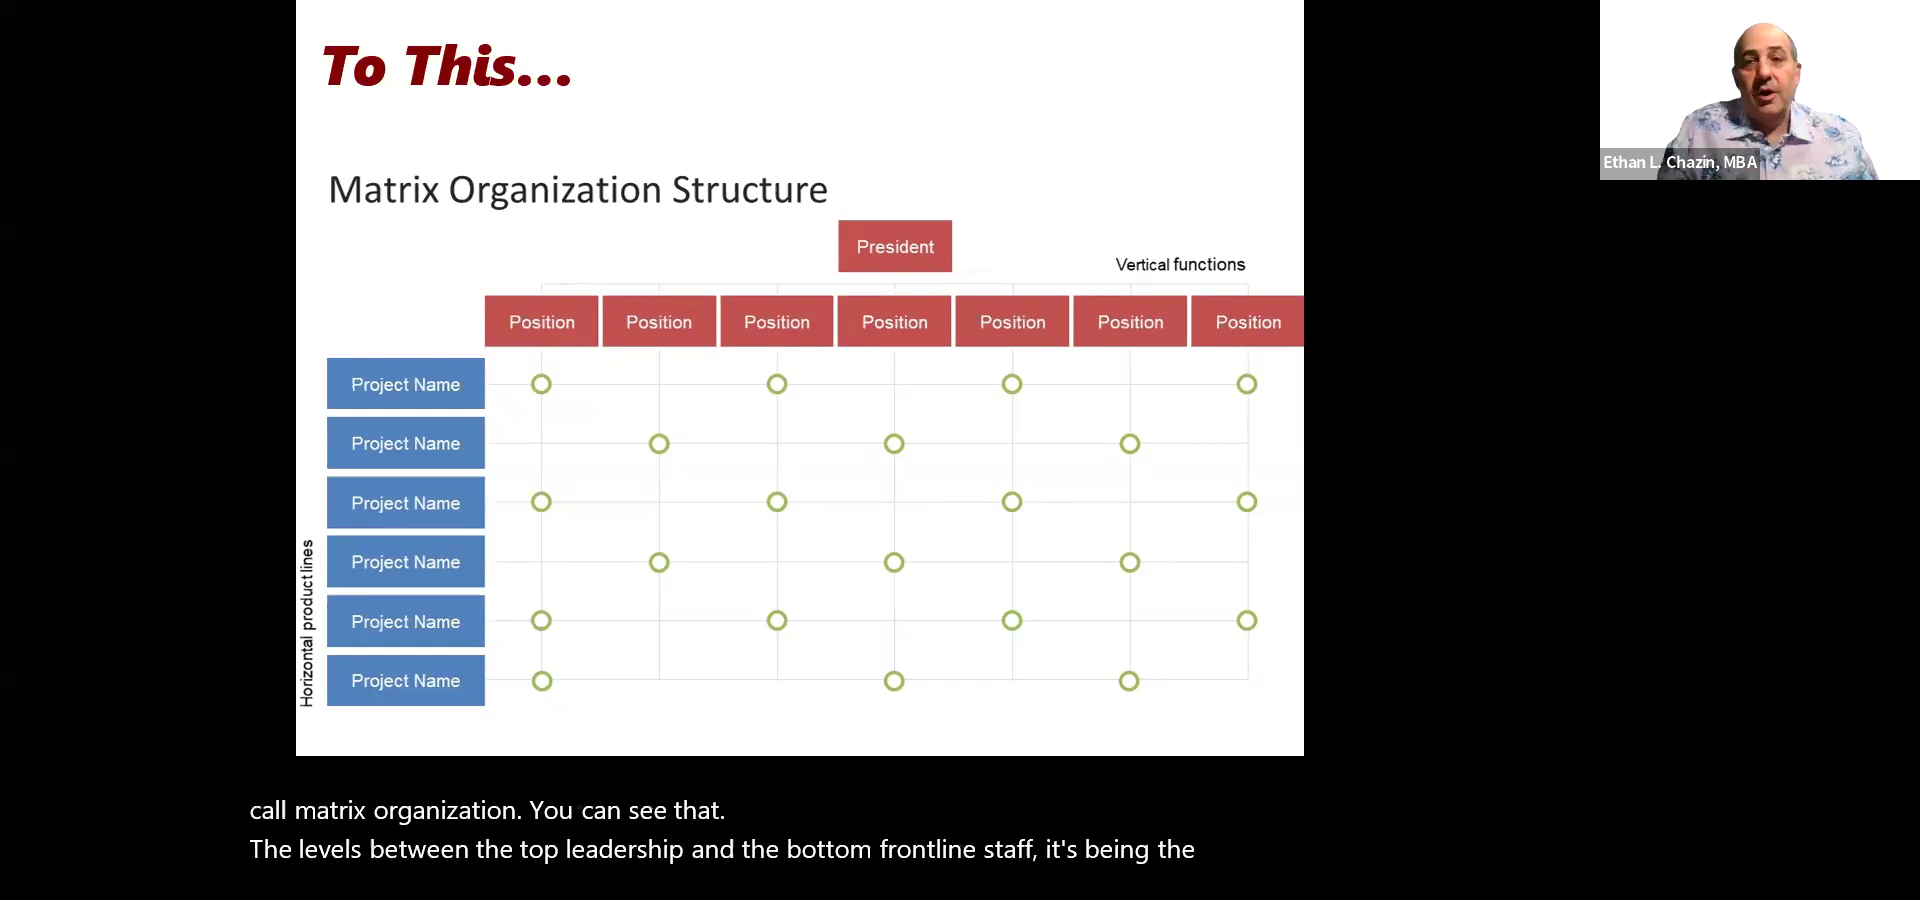 To This...
Ethan L. Chazin, MBA
Matrix Organization Structure
President
Vertical functions
Position Position Position Position Position Position Position
Project Name
Project Name
Project Name
Project Name
Project Name
Project Name
Horizontal product lines
call matrix organization. You can see that.
The levels between the top leadership and the bottom frontline staff, it's being the